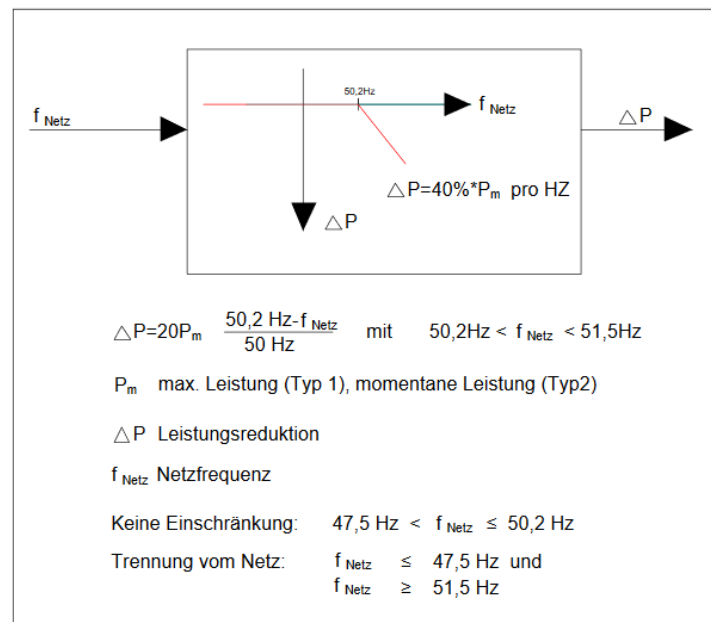 50,2Hz
f Netz
f Netz
△P
△P=40%*Pm pro HZ
△P
△P=20Pm 50,2 Hz-f Netz / 50 Hz mit 50,2Hz < f Netz < 51,5Hz
Pm max. Leistung (Typ 1), momentane Leistung (Typ2)
△P Leistungsreduktion
f Netz Netzfrequenz
Keine Einschränkung: 47,5 Hz < f Netz ≤ 50,2 Hz
Trennung vom Netz: f Netz ≤ 47,5 Hz und
f Netz ≥ 51,5 Hz